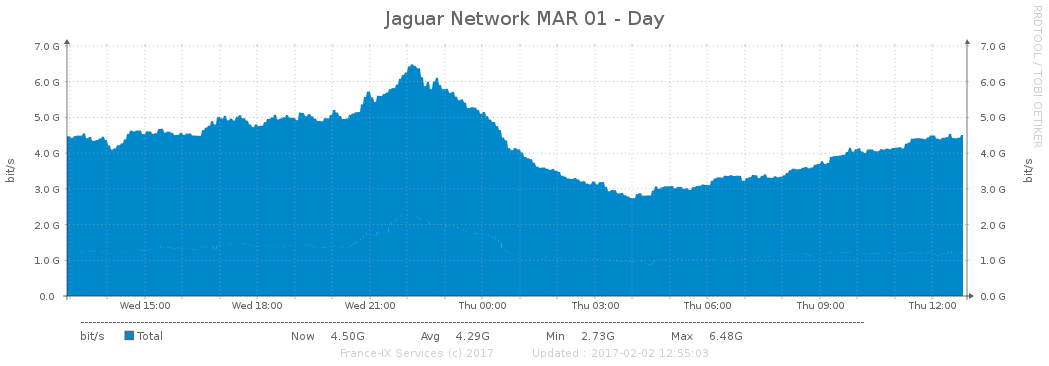 Jaguar Network MAR 01 - Day
RRDTOOL / TOBI OETIKER
7.0 G 7.0 G
6.0 G 6.0 G
5.0 G 5.0 G
4.0 G 4.0 G
3.0 G 3.0 G
2.0 G 2.0 G
1.0 G 1.0 G
0.0 0.0 G
bit/s
bit/s
Wed 15:00 Wed 18:00 Wed 21:00 Thu 00:00 Thu 03:00 Thu 06:00 Thu 09:00 Thu 12:00
bit/s Total Now 4.50G Avg 4.29G Min 2.73G Max 6.48G
France-IX Services (c) 2017 Updated : 2017-02-02 12:55:03